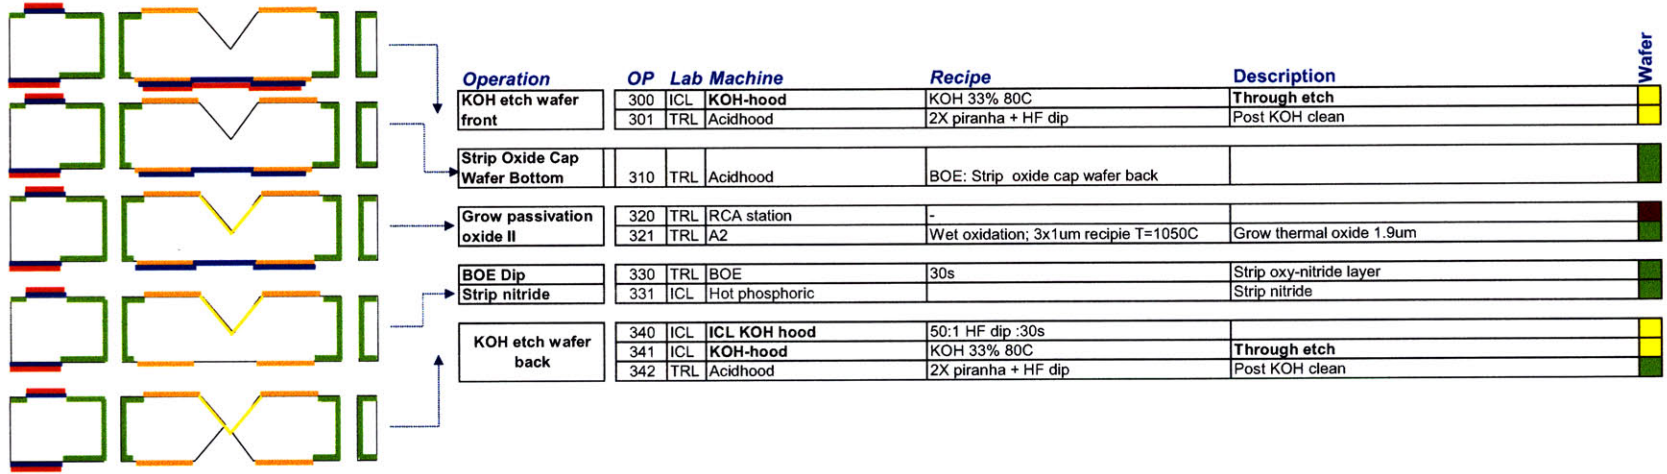 Wafer
Operation OP Lab Machine Recipe Description
KOH etch wafer front 300 ICL KOH-hood KOH 33% 80C Through etch
301 TRL Acidhood 2X piranha + HF dip Post KOH clean
Strip Oxide Cap
Wafer Bottom 310 TRL Acidhood BOE: Strip oxide cap wafer back
Grow passivation oxide II 320 TRL RCA station -
321 TRL A2 Wet oxidation; 3x1um recipie T=1050C Grow thermal oxide 1.9um
BOE Dip 330 TRL BOE 30s Strip oxy-nitride layer
Strip nitride 331 ICL Hot phosphoric Strip nitride
KOH etch wafer back 340 ICL ICL KOH hood 50:1 HF dip :30s
341 ICL KOH-hood KOH 33% 80C Through etch
342 TRL Acidhood 2X piranha + HF dip Post KOH clean